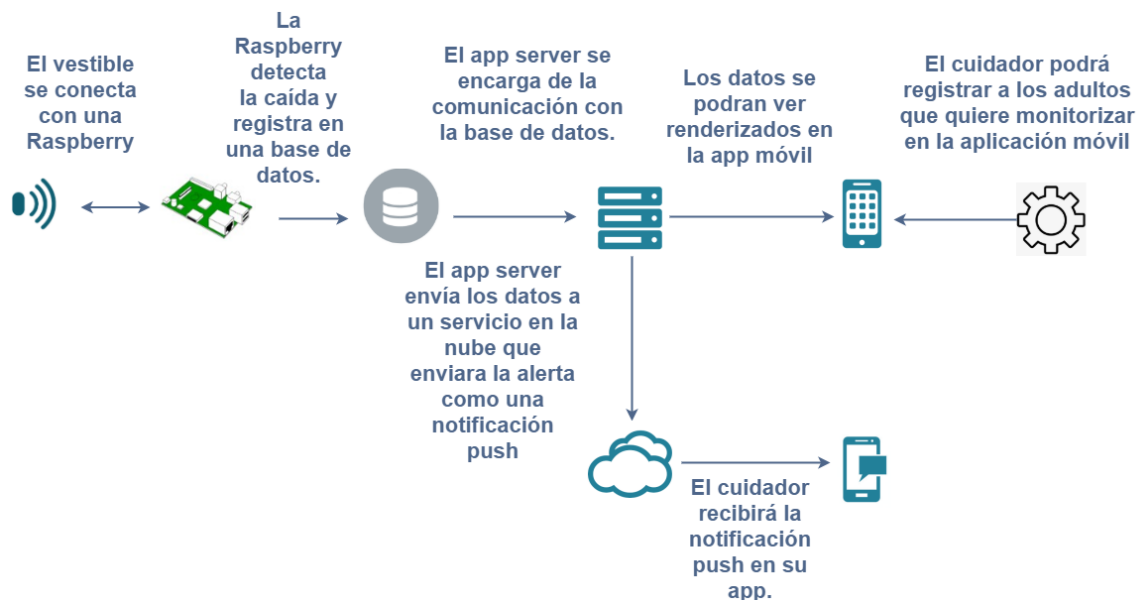 El vestible
se conecta
con una
Raspberry
La
Raspberry
detecta
la caída y
registra en
una base de
datos.
El app server se
encarga de la
comunicación con
la base de datos.
Los datos se
podran ver
renderizados en
la app móvil
El cuidador podrá
registrar a los adultos
que quiere monitorizar
en la aplicación móvil
El app server
envía los datos a
un servicio en la
nube que
enviara la alerta
como una
notificación
push
El cuidador
recibirá la
notificación
push en su
app.